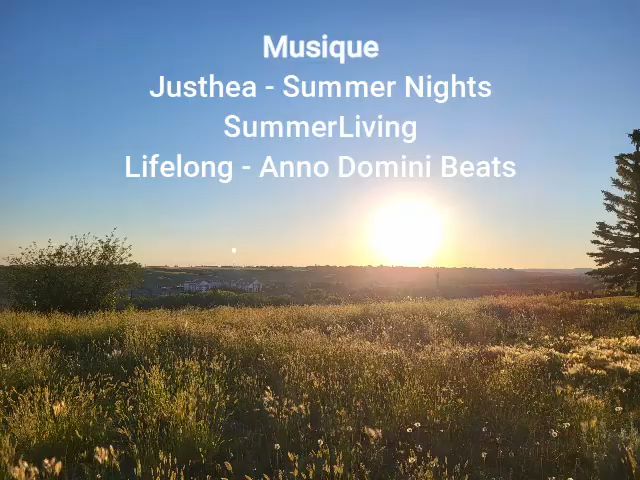 Musique
Justhea - Summer Nights
SummerLiving
Lifelong - Anno Domini Beats